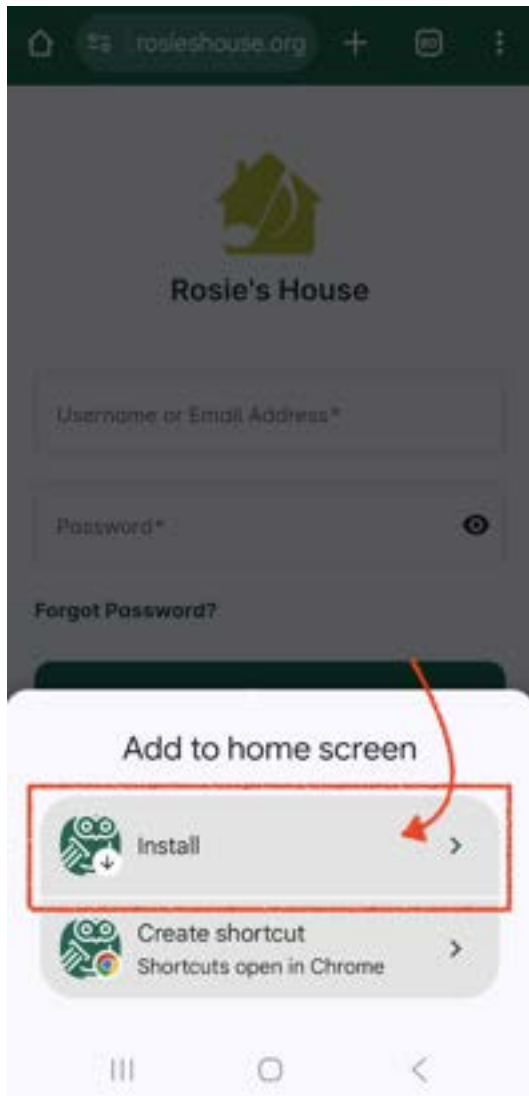 rosieshouse.org
Rosie's House
Username or Email Address*
Password*
Forgot Password?
Add to home screen
Install
Create shortcut
Shortcuts open in Chrome